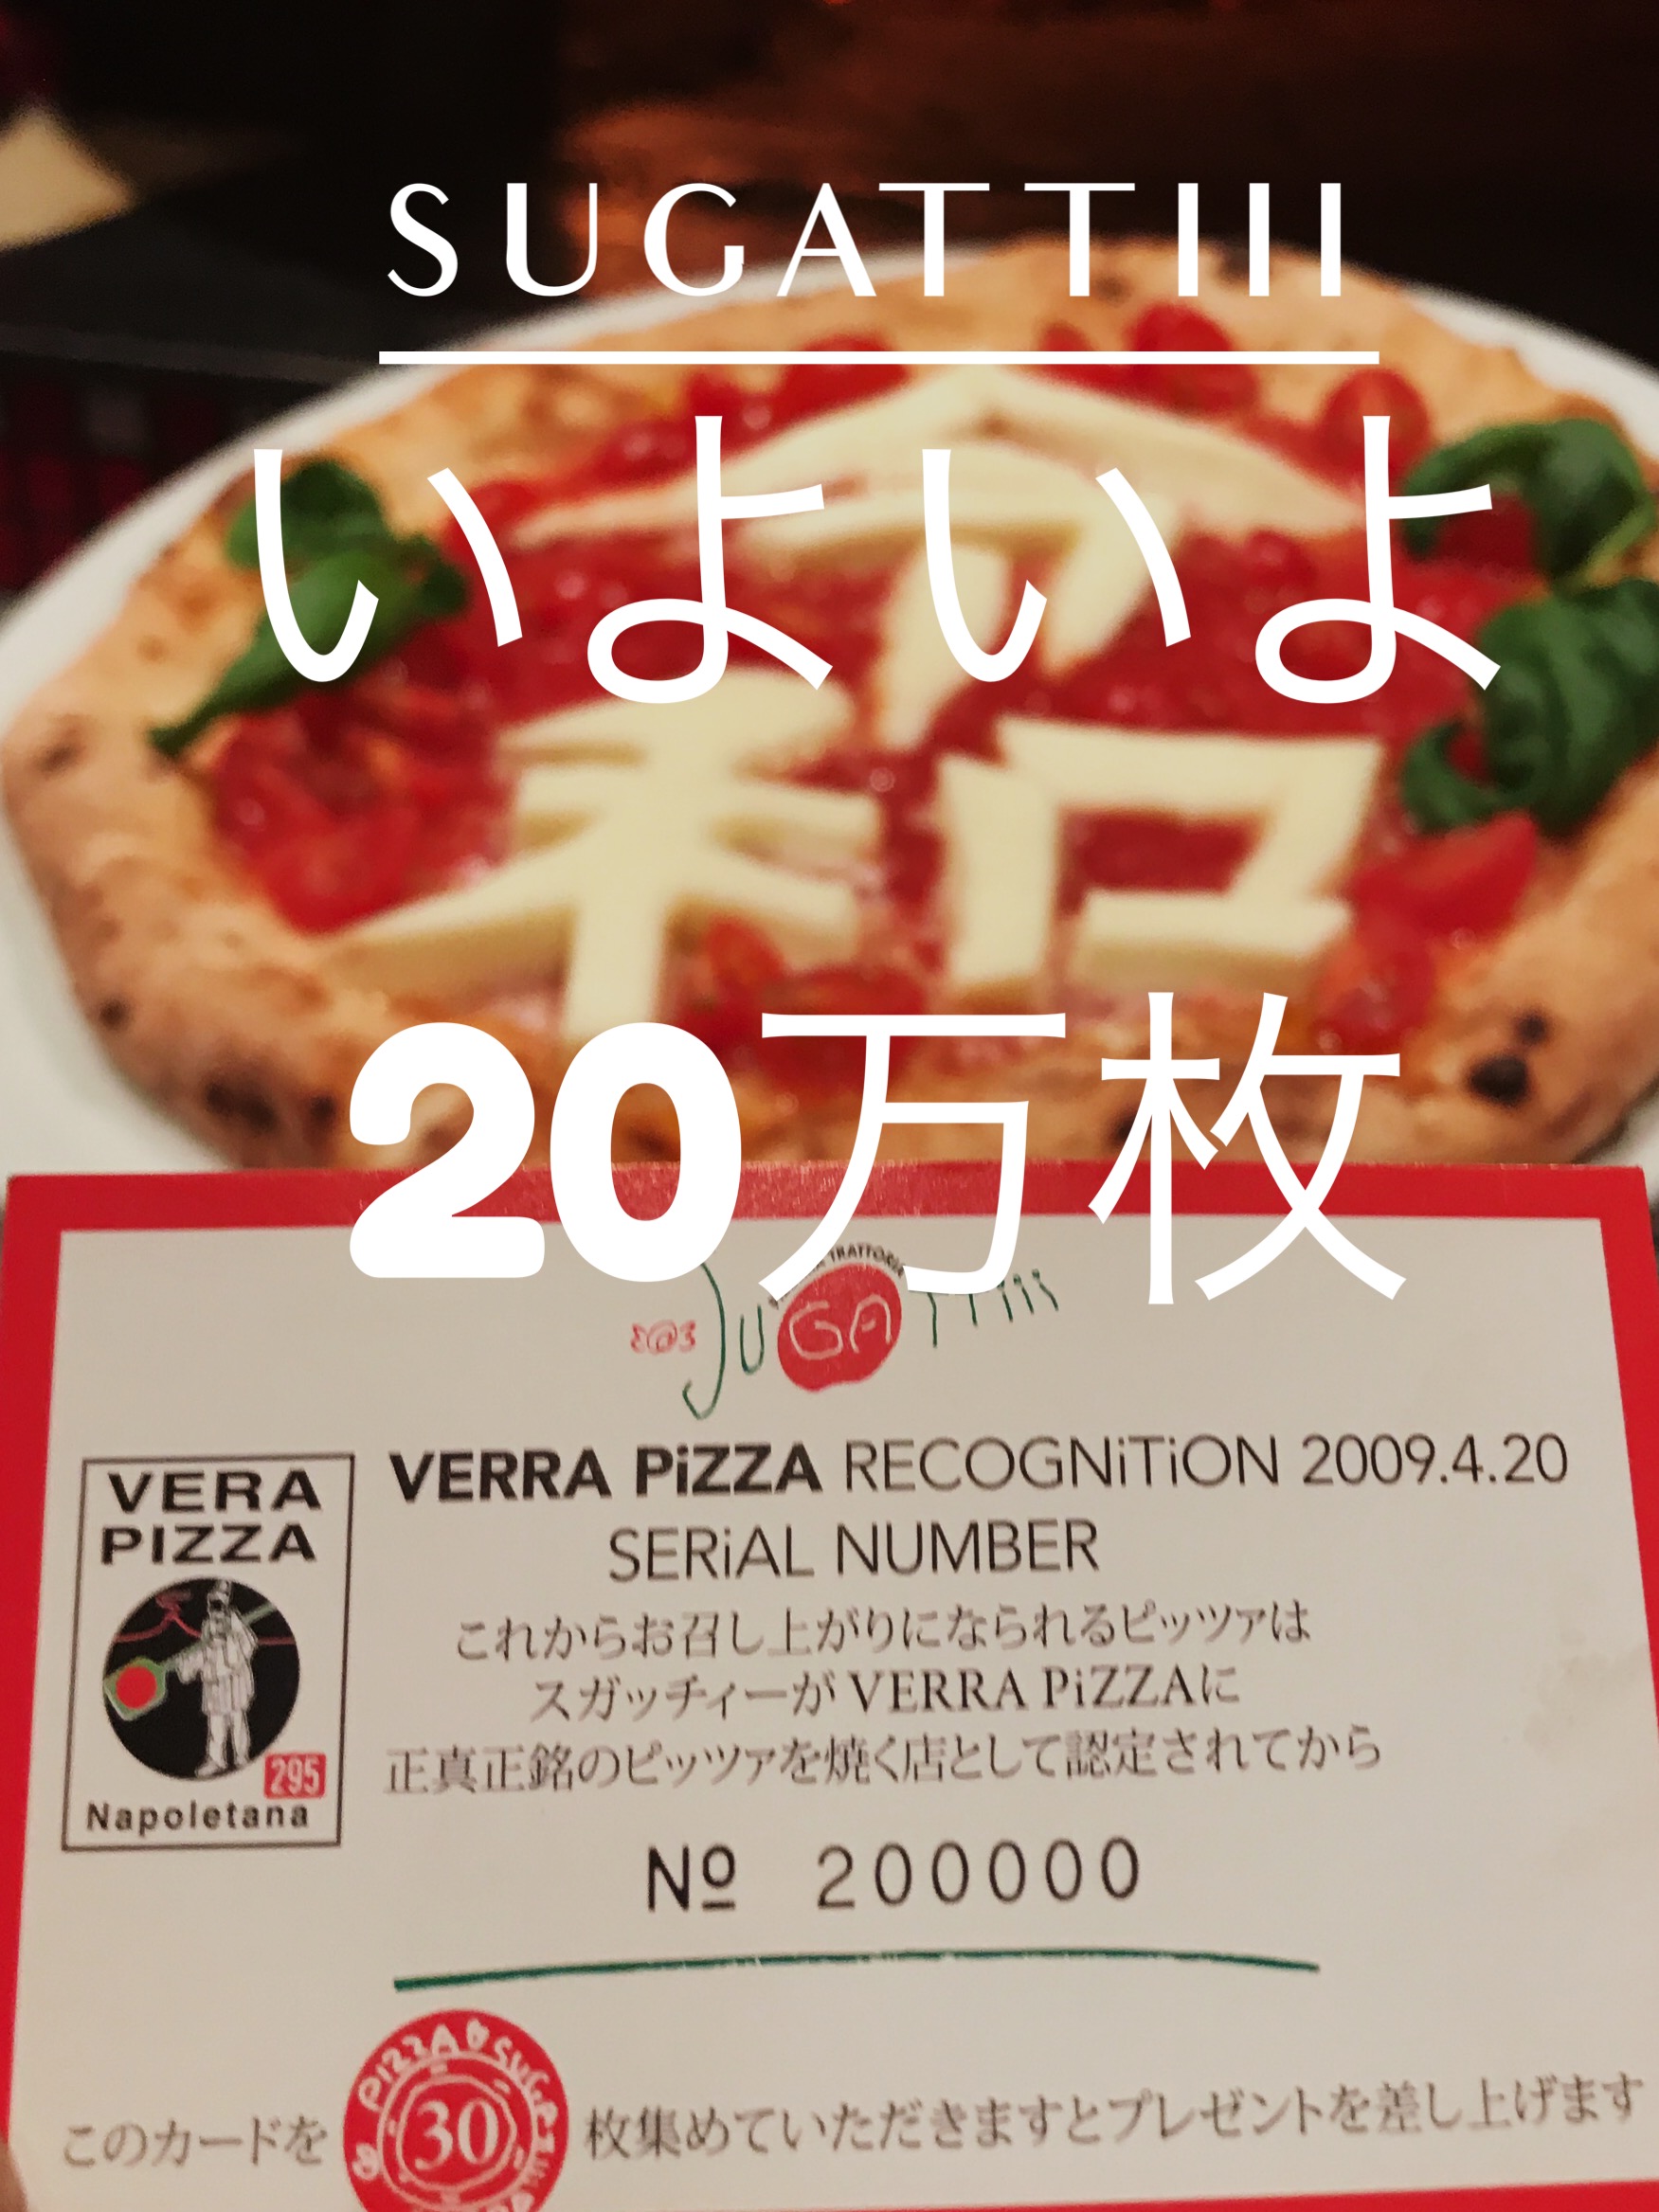 SUGATTIII
いよいよ
令
和
20万枚
TRATTORIA
SUGATTiii
VERRA PiZZA RECOGNiTiON 2009.4.20
SERiAL NUMBER
VERA
PIZZA
295
Napoletana
これからお召し上がりになられるピッツァは
スガッチィーが VERRA PiZZAに
正真正銘のピッツァを焼く店として認定されてから
Nº 200000
PIZZA
30
このカードを 枚集めていただきますとプレゼントを差し上げます